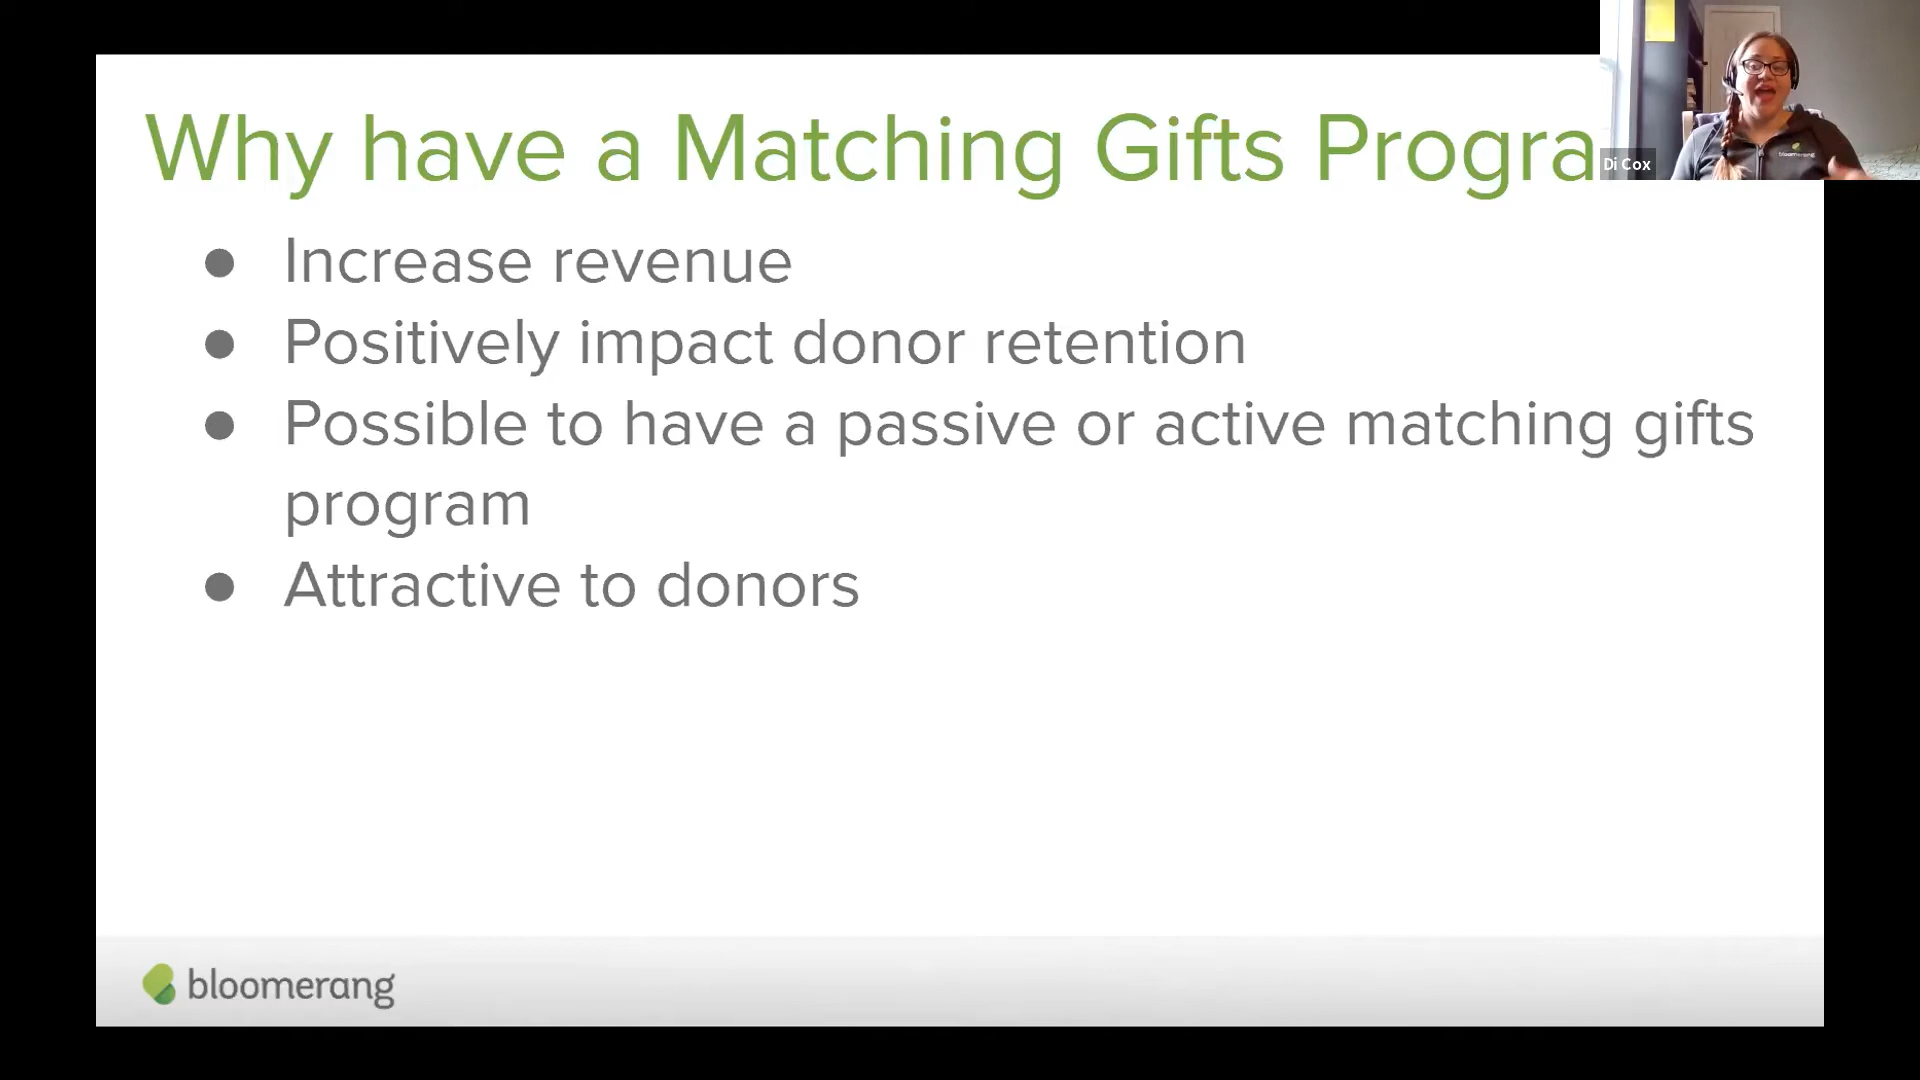 Why have a Matching Gifts Progra
Di Cox
bloomerang
● Increase revenue
● Positively impact donor retention
● Possible to have a passive or active matching gifts
program
● Attractive to donors
bloomerang